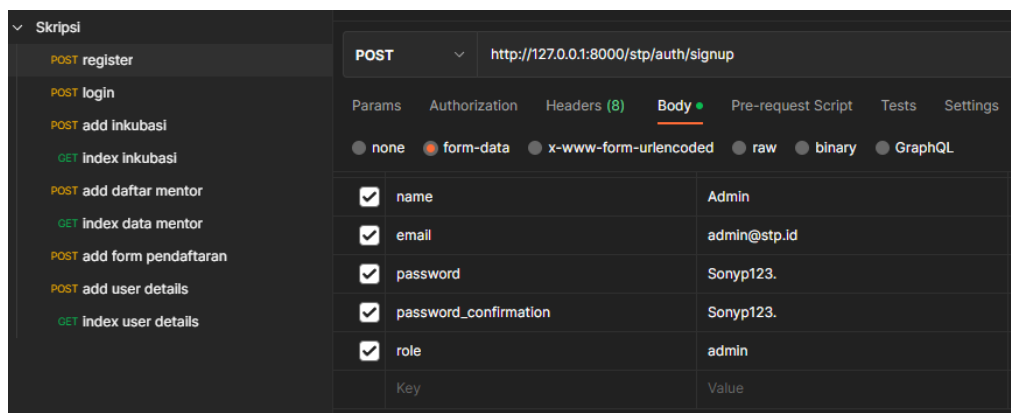 Skripsi
POST register
POST login
POST add inkubasi
GET index inkubasi
POST add daftar mentor
GET index data mentor
POST add form pendaftaran
POST add user details
GET index user details
POST http://127.0.0.1:8000/stp/auth/signup
Params Authorization Headers (8) Body Pre-request Script Tests Settings
none form-data x-www-form-urlencoded raw binary GraphQL
name Admin
email admin@stp.id
password Sonyp123.
password_confirmation Sonyp123.
role admin
Key Value